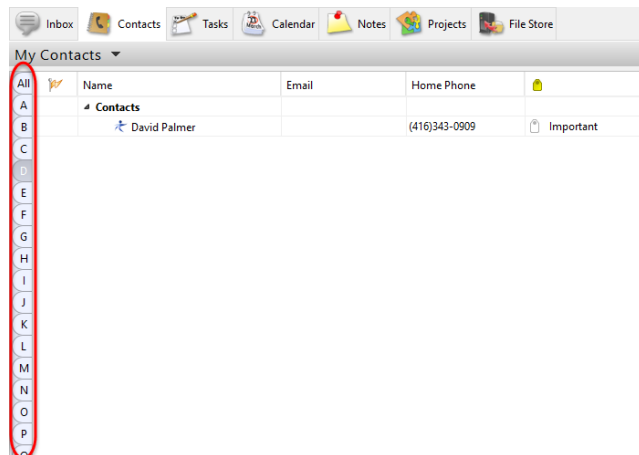 Inbox Contacts Tasks Calendar Notes Projects File Store
My Contacts
All Name Email Home Phone
A Contacts
B David Palmer (416)343-0909 Important
C
D
E
F
G
H
I
J
K
L
M
N
O
P